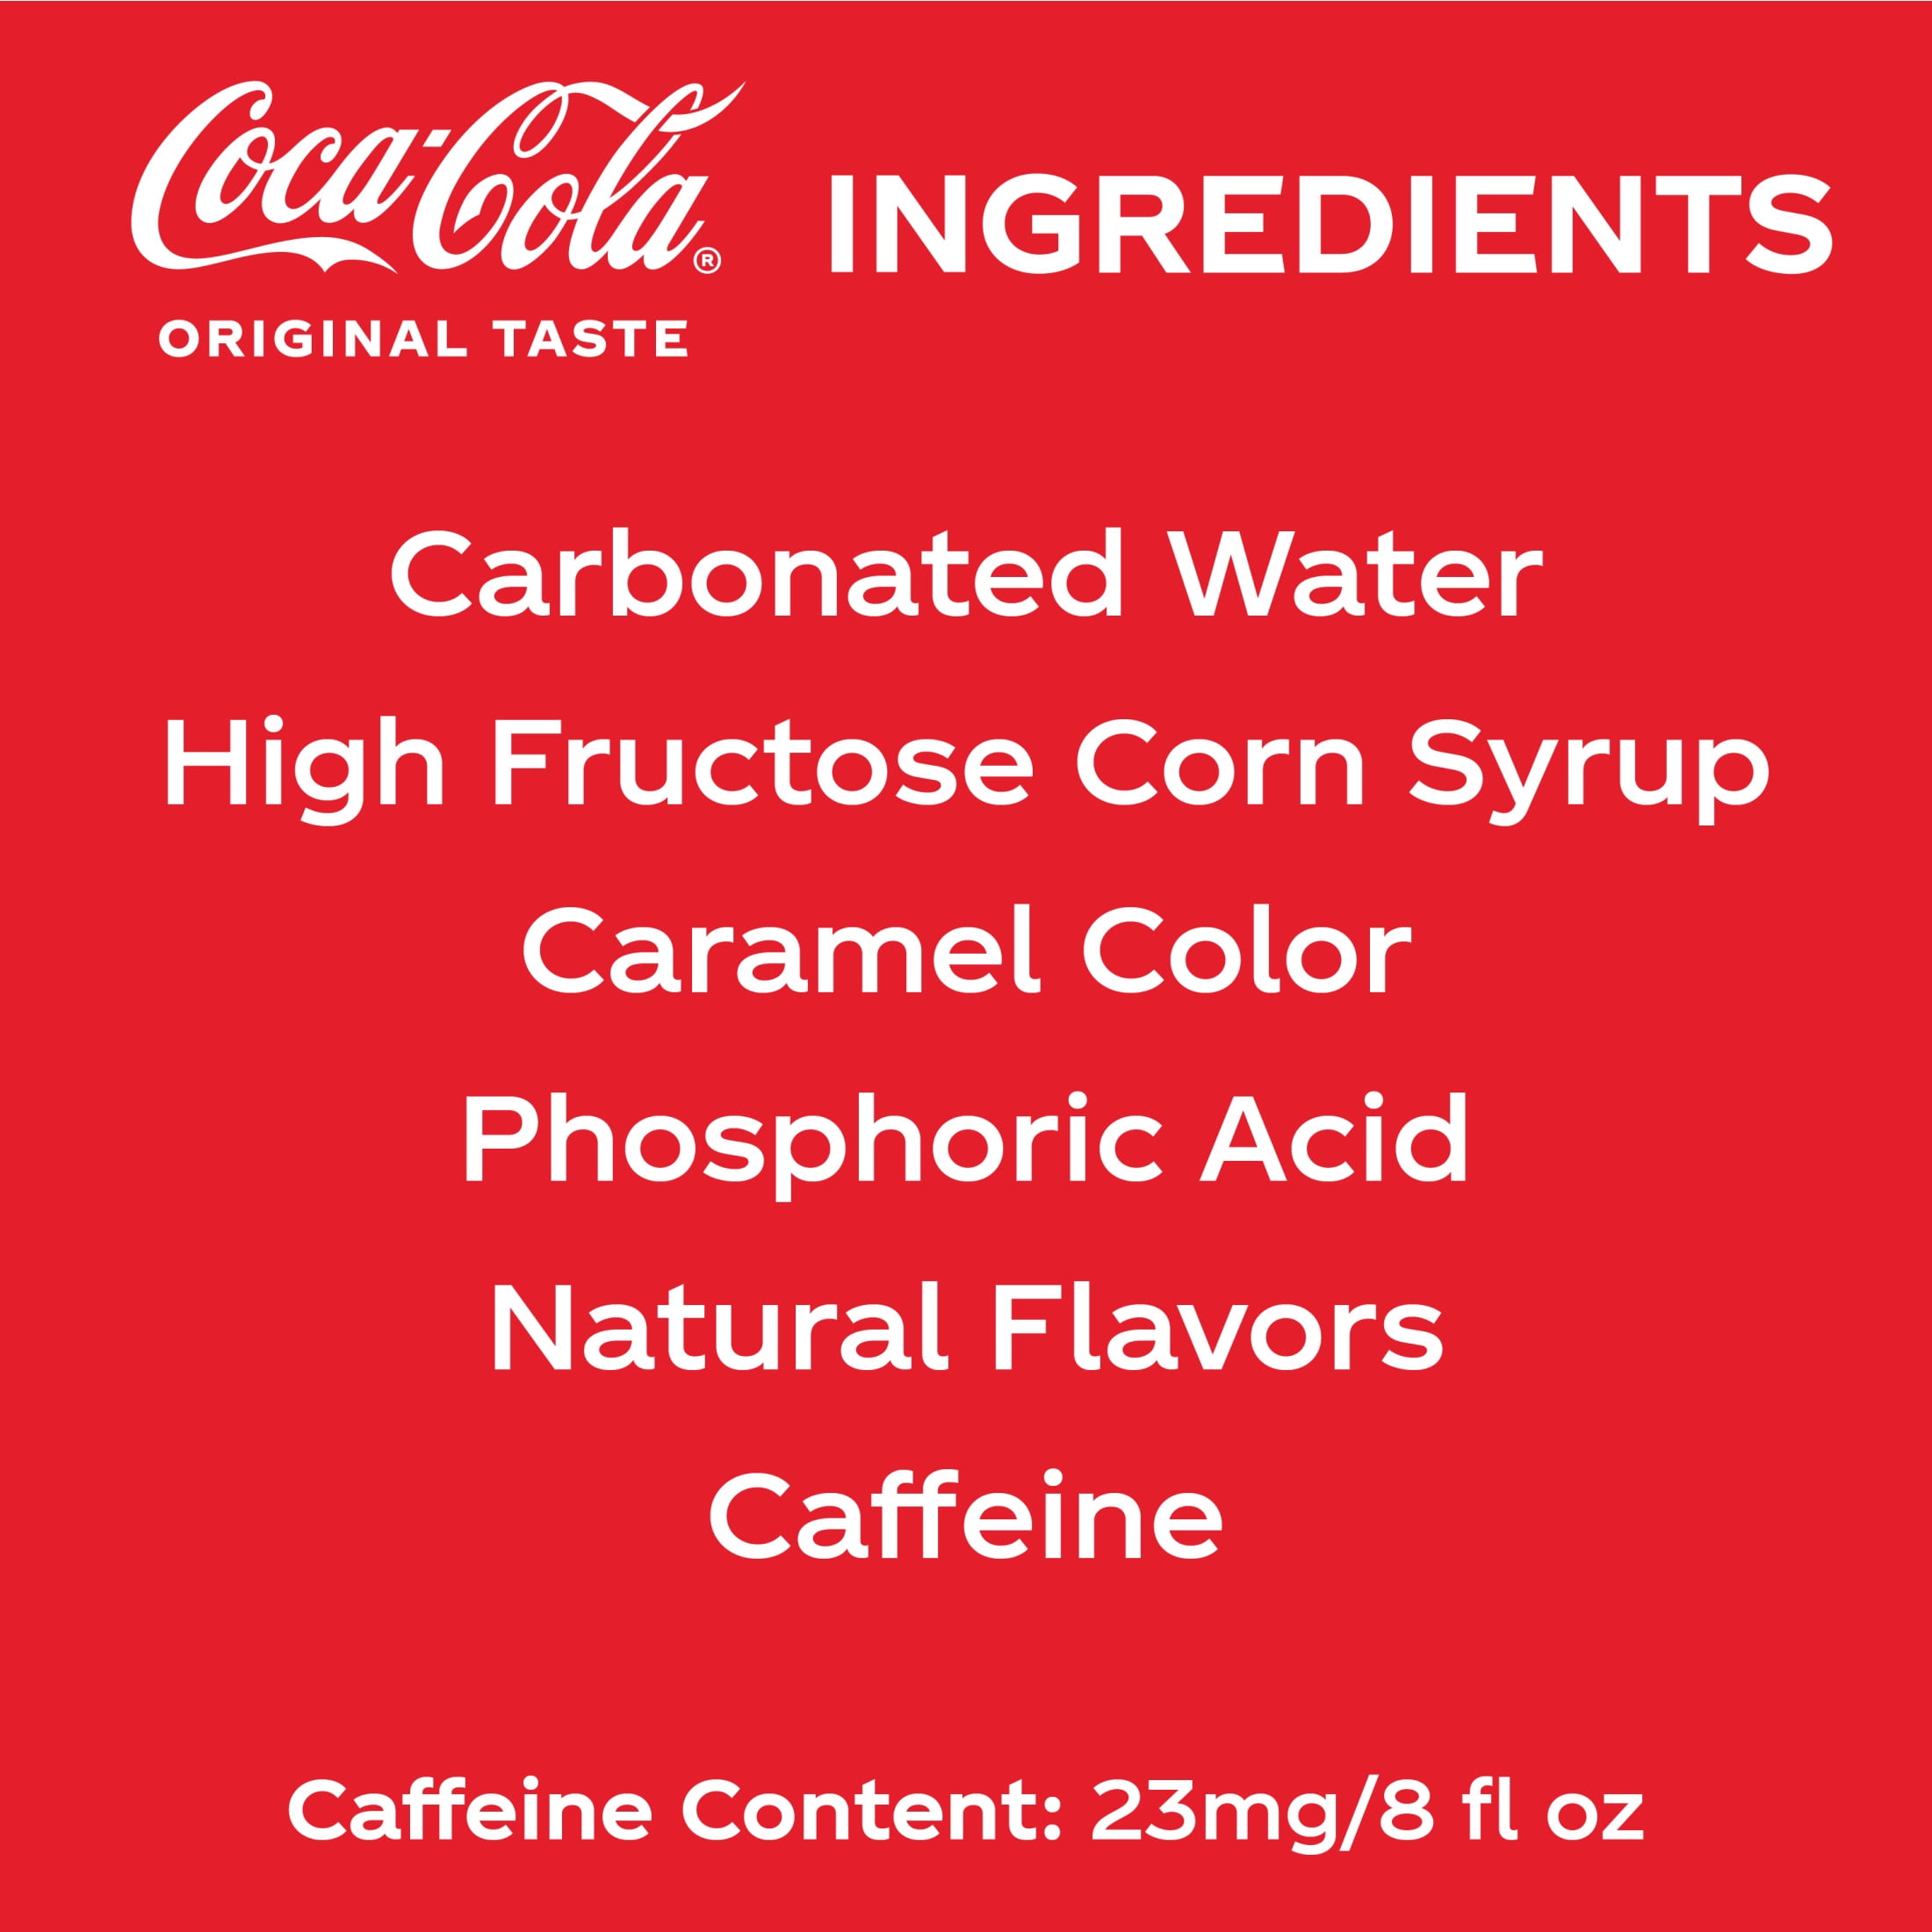 Coca-Cola®
ORIGINAL TASTE
INGREDIENTS
Carbonated Water
High Fructose Corn Syrup
Caramel Color
Phosphoric Acid
Natural Flavors
Caffeine
Caffeine Content: 23mg/8 fl oz